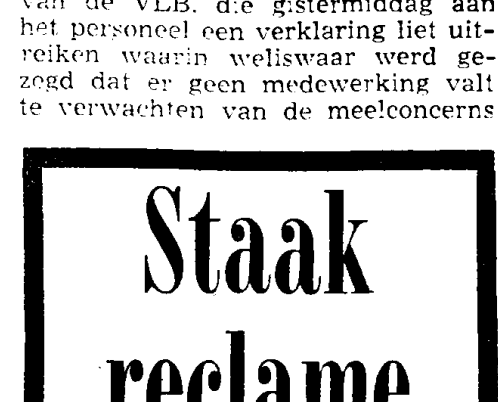 van de VLB. die gistermiddag aan
het personeel een verklaring liet uit-
reiken waarin weliswaar werd ge-
zegd dat er geen medewerking valt
te verwachten van de meelconcerns
Staak
reclame